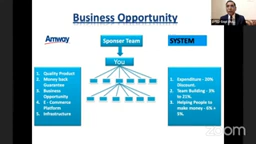 Business Opportunity
Amway
Sponser Team
SYSTEM
You
1. Quality Product
2. Money back Guarantee
3. Business Opportunity
4. E - Commerce Platform
5. Infrastructure
1. Expenditure - 20% Discount.
2. Team Building - 3% to 21%.
3. Helping People to make money - 6% + 5%.
zoom